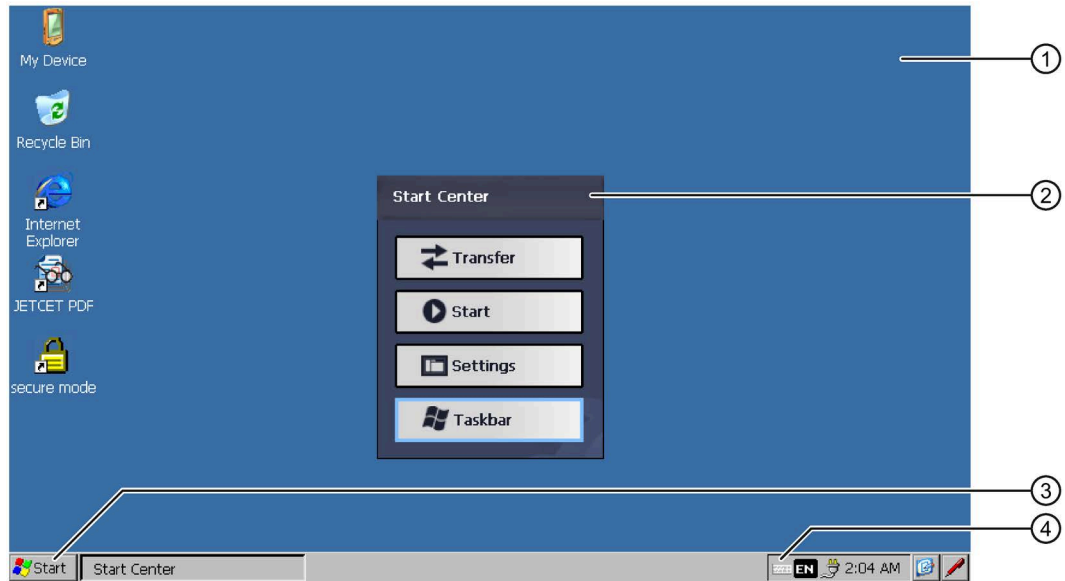 My Device
1
Recycle Bin
Internet
Explorer
JETCET PDF
secure mode
Start Center
2
Transfer
Start
Settings
Taskbar
3
4
Start
Start Center
EN
2:04 AM